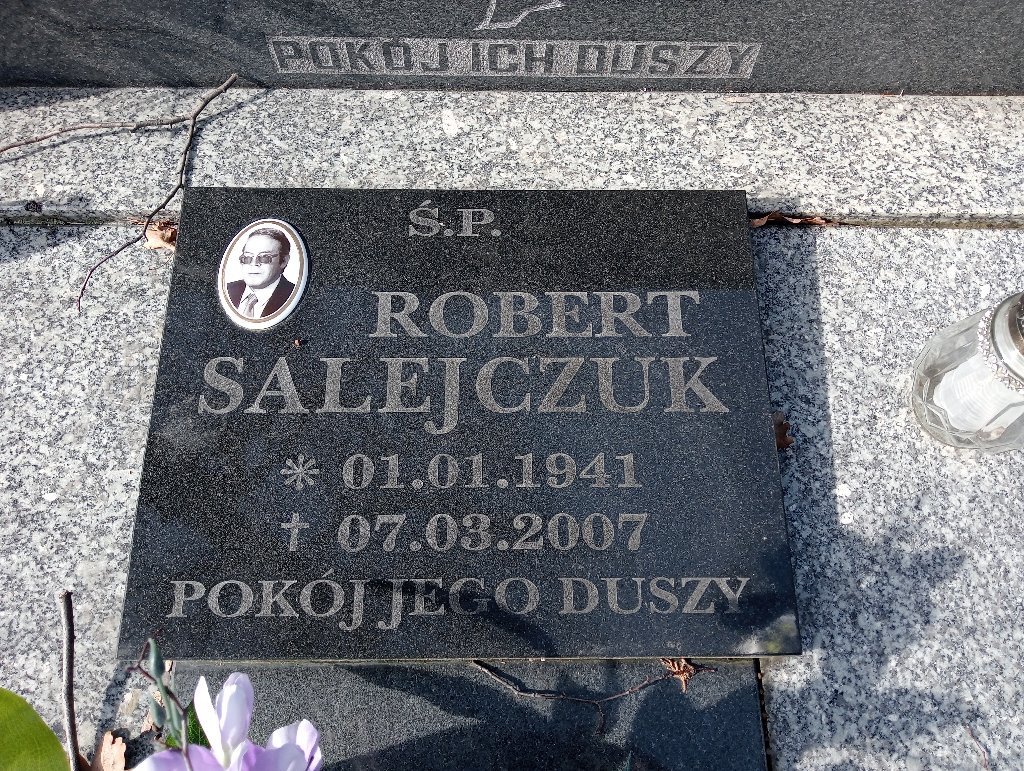 POKÓJ ICH DUSZY
Ś.P.
ROBERT
SALEJCZUK
* 01.01.1941
† 07.03.2007
POKÓJ JEGO DUSZY